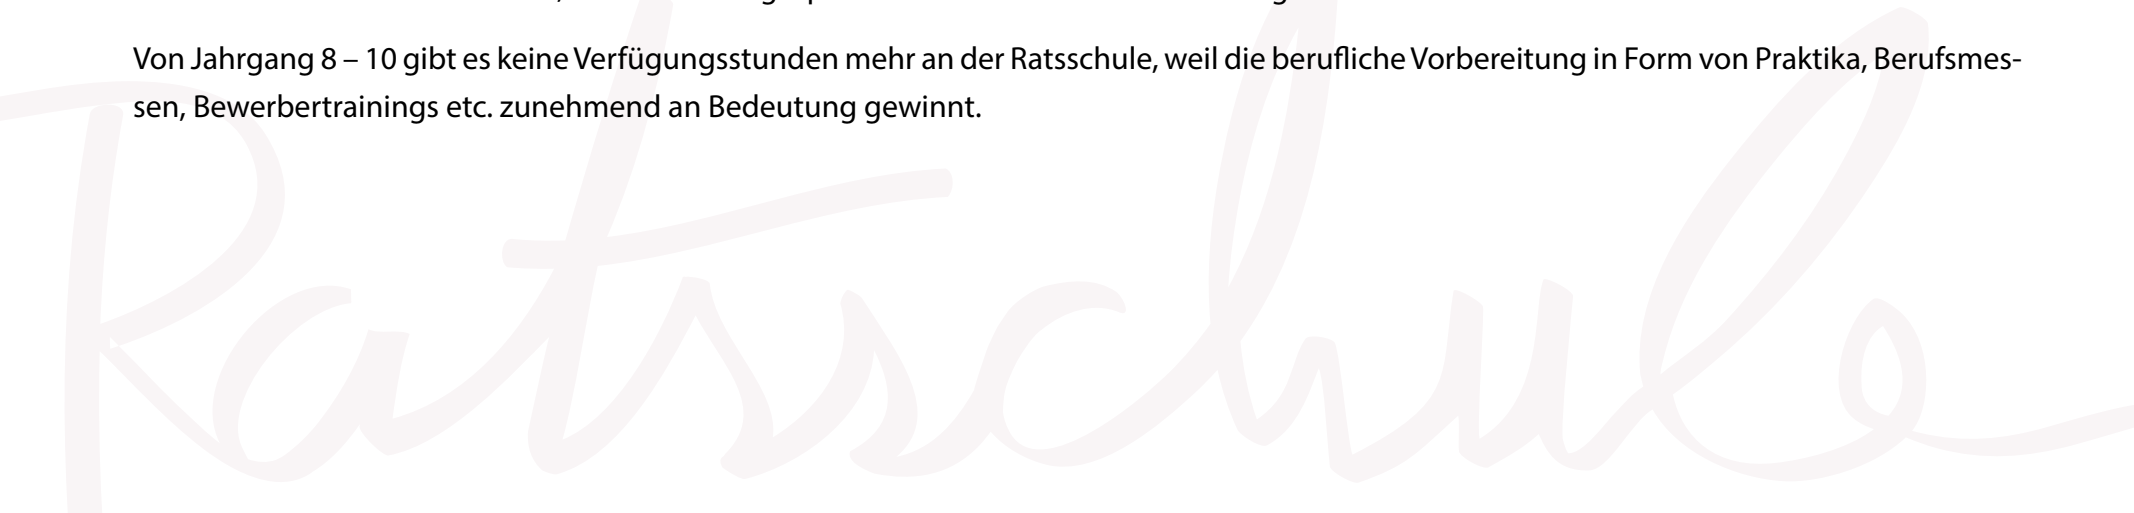 Von Jahrgang 8 – 10 gibt es keine Verfügungsstunden mehr an der Ratsschule, weil die berufliche Vorbereitung in Form von Praktika, Berufsmes-
sen, Bewerbertrainings etc. zunehmend an Bedeutung gewinnt.
Ratsschule